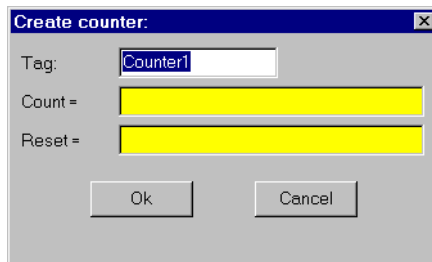 Create counter:
Tag: Counter1
Count =
Reset =
Ok Cancel